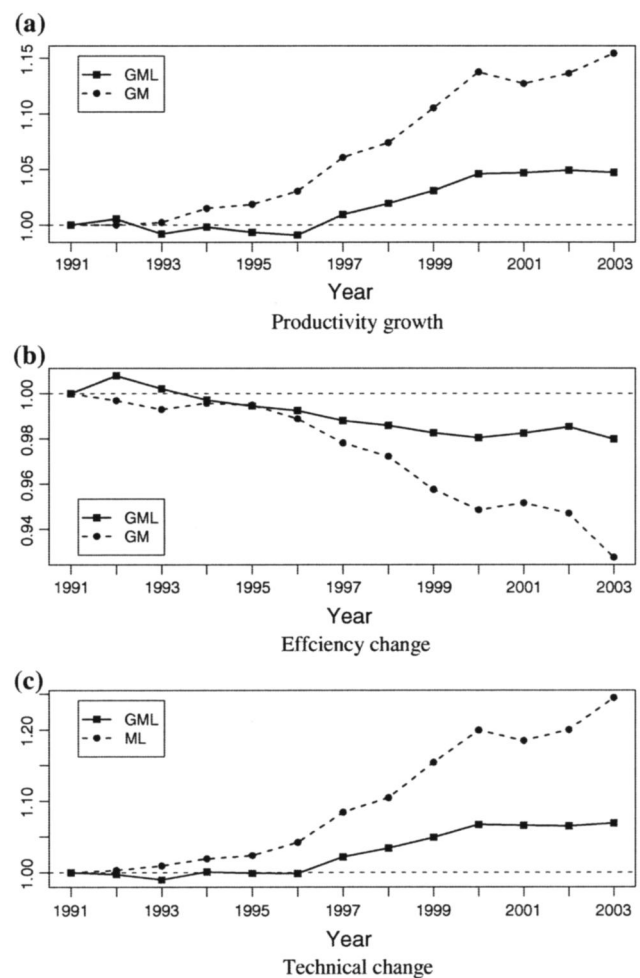 (a)
GML
GM
1.00 1.05 1.10 1.15
1991 1993 1995 1997 1999 2001 2003
Year
Productivity growth
(b)
GML
GM
0.94 0.96 0.98 1.00
1991 1993 1995 1997 1999 2001 2003
Year
Effciency change
(c)
GML
ML
1.00 1.10 1.20
1991 1993 1995 1997 1999 2001 2003
Year
Technical change